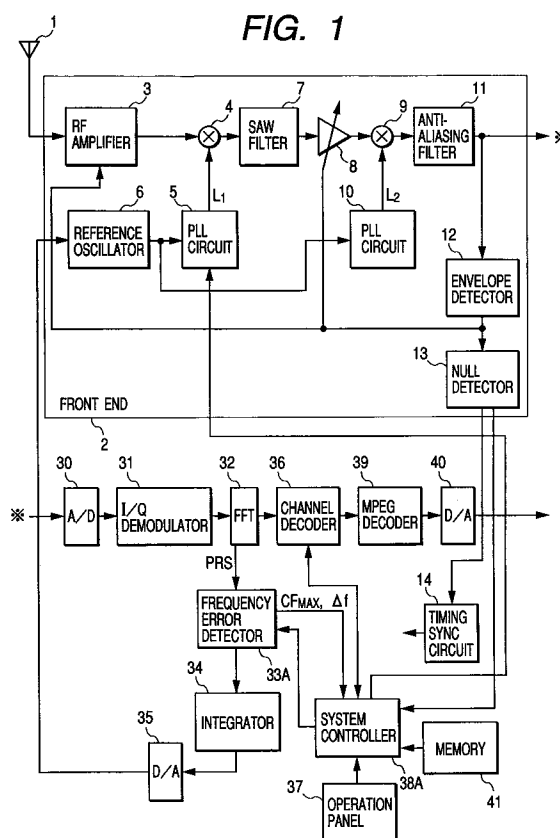 FIG. 1
1
3
RF
AMPLIFIER
4
7
SAW
FILTER
8
9
11
ANTI-
ALIASING
FILTER
※
L1
L2
6
REFERENCE
OSCILLATOR
5
PLL
CIRCUIT
10
PLL
CIRCUIT
12
ENVELOPE
DETECTOR
13
NULL
DETECTOR
FRONT END
2
※
30
A/D
31
I/Q
DEMODULATOR
32
FFT
36
CHANNEL
DECODER
39
MPEG
DECODER
40
D/A
PRS
FREQUENCY
ERROR
DETECTOR
33A
CFMAX, Δf
14
TIMING
SYNC
CIRCUIT
34
INTEGRATOR
35
D/A
SYSTEM
CONTROLLER
38A
MEMORY
41
37
OPERATION
PANEL